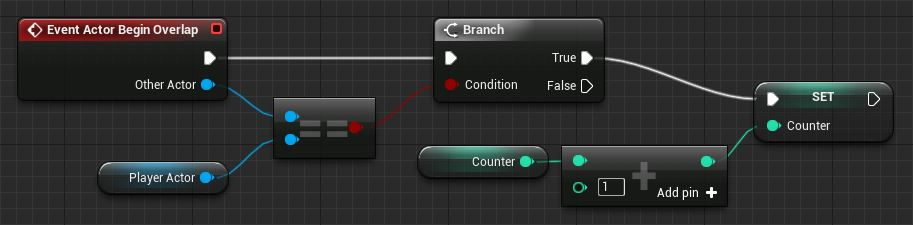 Event Actor Begin Overlap
Other Actor
Player Actor
==
Branch
True
Condition
False
Counter
1
+
Add pin +
SET
Counter